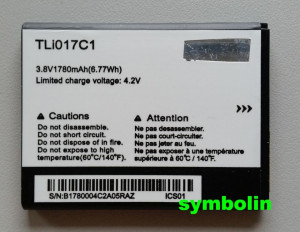 TLi017C1
3.8V1780mAh(6.77Wh)
Limited charge voltage: 4.2V
⚠ Cautions
Do not disassemble.
Do not short circuit.
Do not dispose in fire.
Do not expose to high
temperature(60°C/140°F).
⚠ Attention
Ne pas démonter.
Ne pas court-circuiter.
Ne pas jeter au feu.
Ne pas exposer à une température
supérieure à 60°C / 140°F.
S/N:B1780004C2A05RAZ
ICS01
symbolin